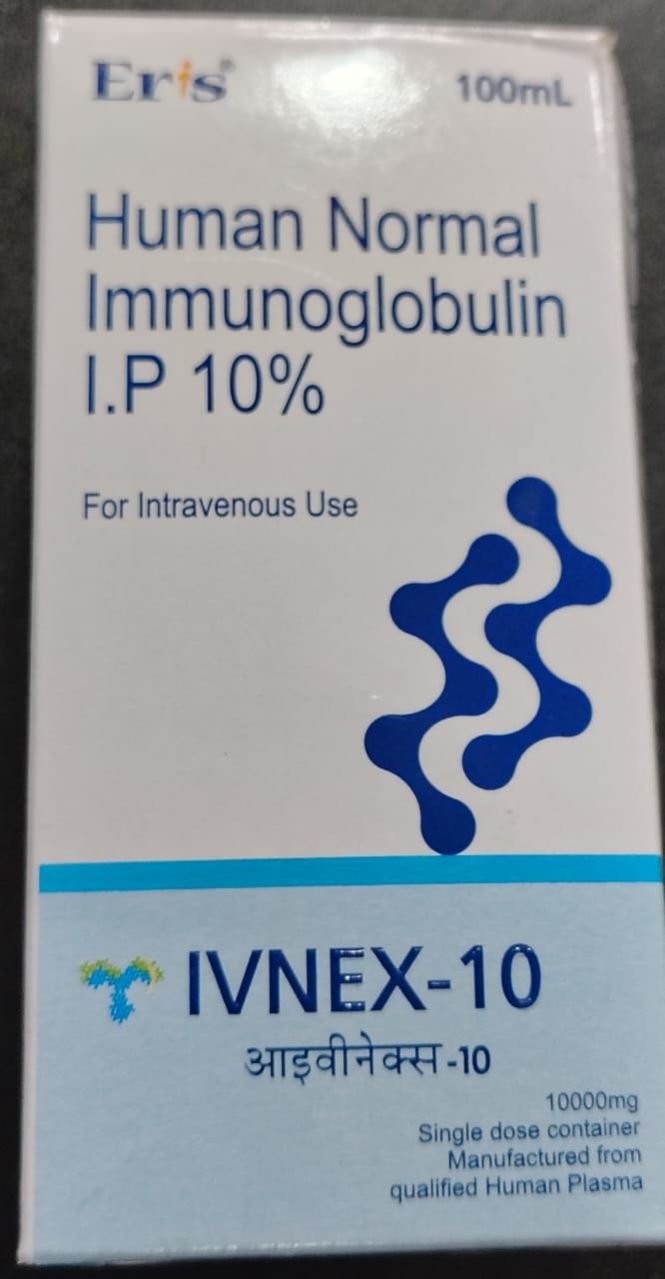 Eris®
100mL
Human Normal
Immunoglobulin
I.P 10%
For Intravenous Use
IVNEX-10
आइवीनेक्स-10
10000mg
Single dose container
Manufactured from
qualified Human Plasma